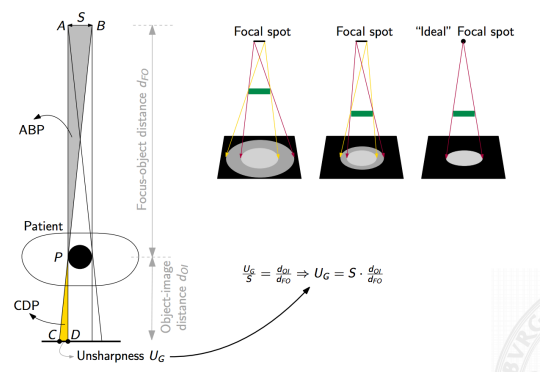 A
S
B
Focus-object distance d_FO
ABP
Patient
P
CDP
Object-image
distance d_OI
C
D
Unsharpness U_G
Focal spot
Focal spot
“Ideal” Focal spot
U_G/S = d_OI/d_FO ⇒ U_G = S · d_OI/d_FO